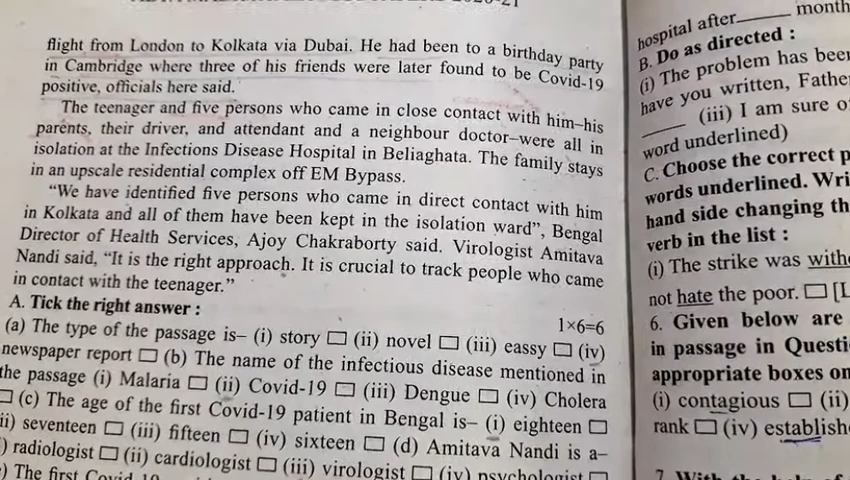 flight from London to Kolkata via Dubai. He had been to a birthday party
in Cambridge where three of his friends were later found to be Covid-19
positive, officials here said.
The teenager and five persons who came in close contact with him–his
parents, their driver, and attendant and a neighbour doctor–were all in
isolation at the Infections Disease Hospital in Beliaghata. The family stays
in an upscale residential complex off EM Bypass.
“We have identified five persons who came in direct contact with him
in Kolkata and all of them have been kept in the isolation ward”, Bengal
Director of Health Services, Ajoy Chakraborty said. Virologist Amitava
Nandi said, “It is the right approach. It is crucial to track people who came
in contact with the teenager.”
A. Tick the right answer : 1×6=6
(a) The type of the passage is– (i) story □ (ii) novel □ (iii) eassy □ (iv)
newspaper report □ (b) The name of the infectious disease mentioned in
the passage (i) Malaria □ (ii) Covid-19 □ (iii) Dengue □ (iv) Cholera
□ (c) The age of the first Covid-19 patient in Bengal is– (i) eighteen □
ii) seventeen □ (iii) fifteen □ (iv) sixteen □ (d) Amitava Nandi is a–
) radiologist □ (ii) cardiologist □ (iii) virologist □ (iv) psychologist □
) The first Covid-19
hospital after______ month
B. Do as directed :
(i) The problem has been
have you written, Fathe
(iii) I am sure o
______ word underlined)
C. Choose the correct p
words underlined. Wri
hand side changing th
verb in the list :
(i) The strike was with
not hate the poor. □ [L
6. Given below are
in passage in Questi
appropriate boxes on
(i) contagious □ (ii)
rank □ (iv) establish
7. With the help of